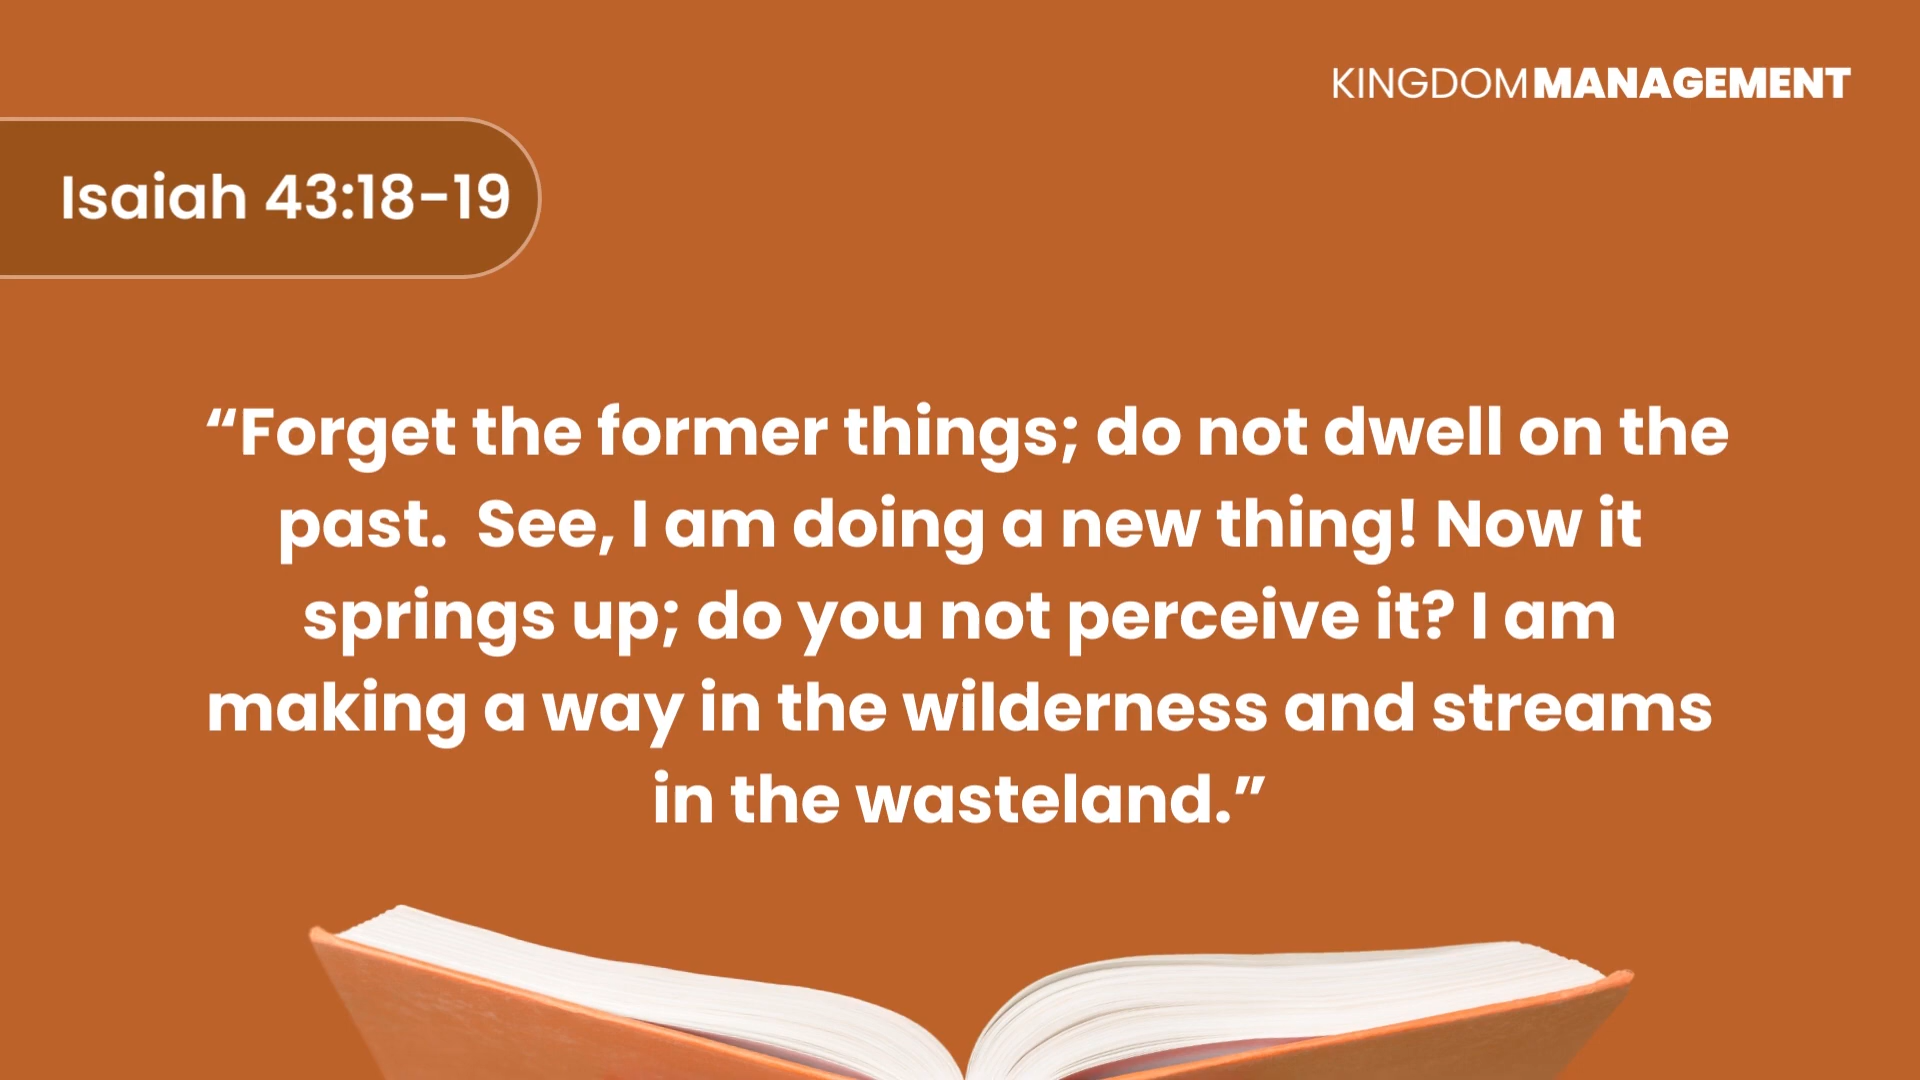 KINGDOMMANAGEMENT
Isaiah 43:18-19
“Forget the former things; do not dwell on the
past.  See, I am doing a new thing! Now it
springs up; do you not perceive it? I am
making a way in the wilderness and streams
in the wasteland.”